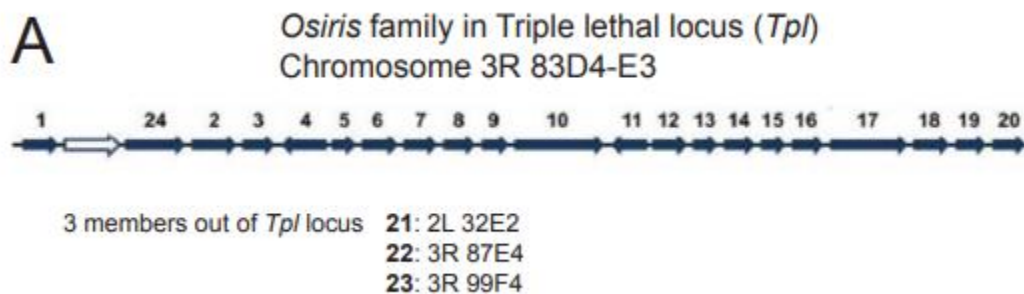 A
Osiris family in Triple lethal locus (Tpl)
Chromosome 3R 83D4-E3
1 24 2 3 4 5 6 7 8 9 10 11 12 13 14 15 16 17 18 19 20
3 members out of Tpl locus 21: 2L 32E2
22: 3R 87E4
23: 3R 99F4